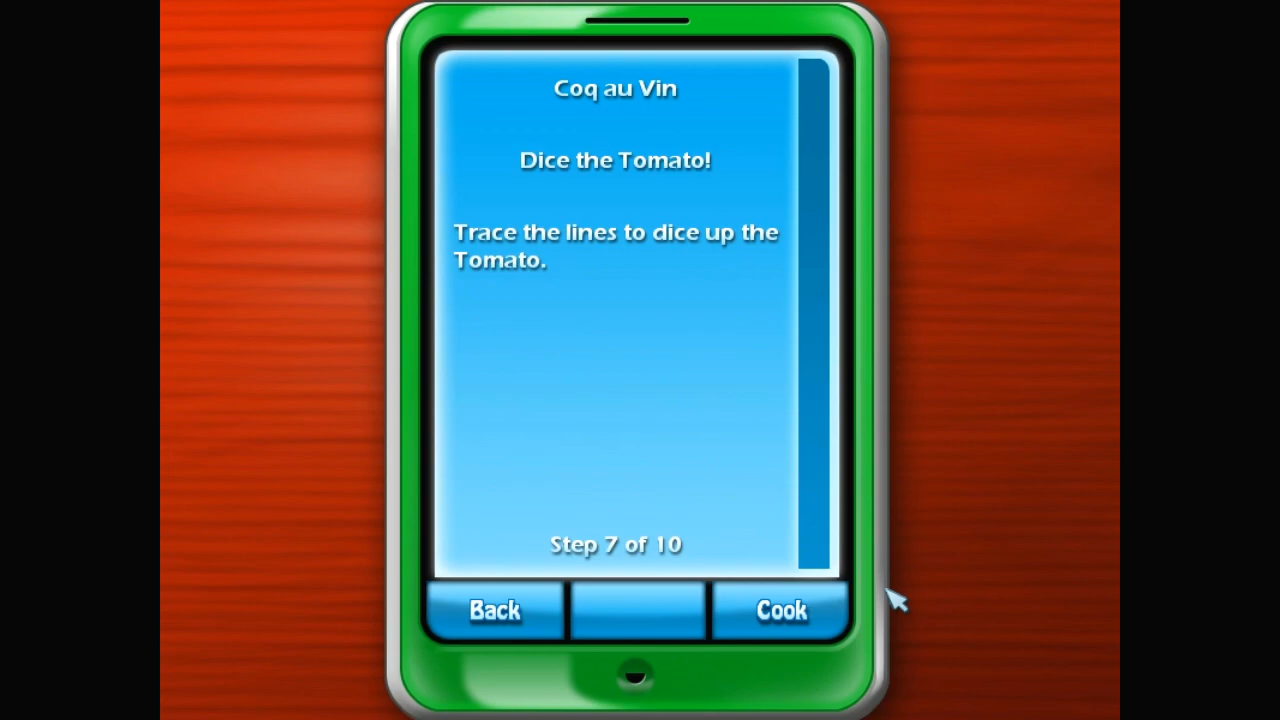 Coq au Vin
Dice the Tomato!
Trace the lines to dice up the
Tomato.
Step 7 of 10
Back
Cook